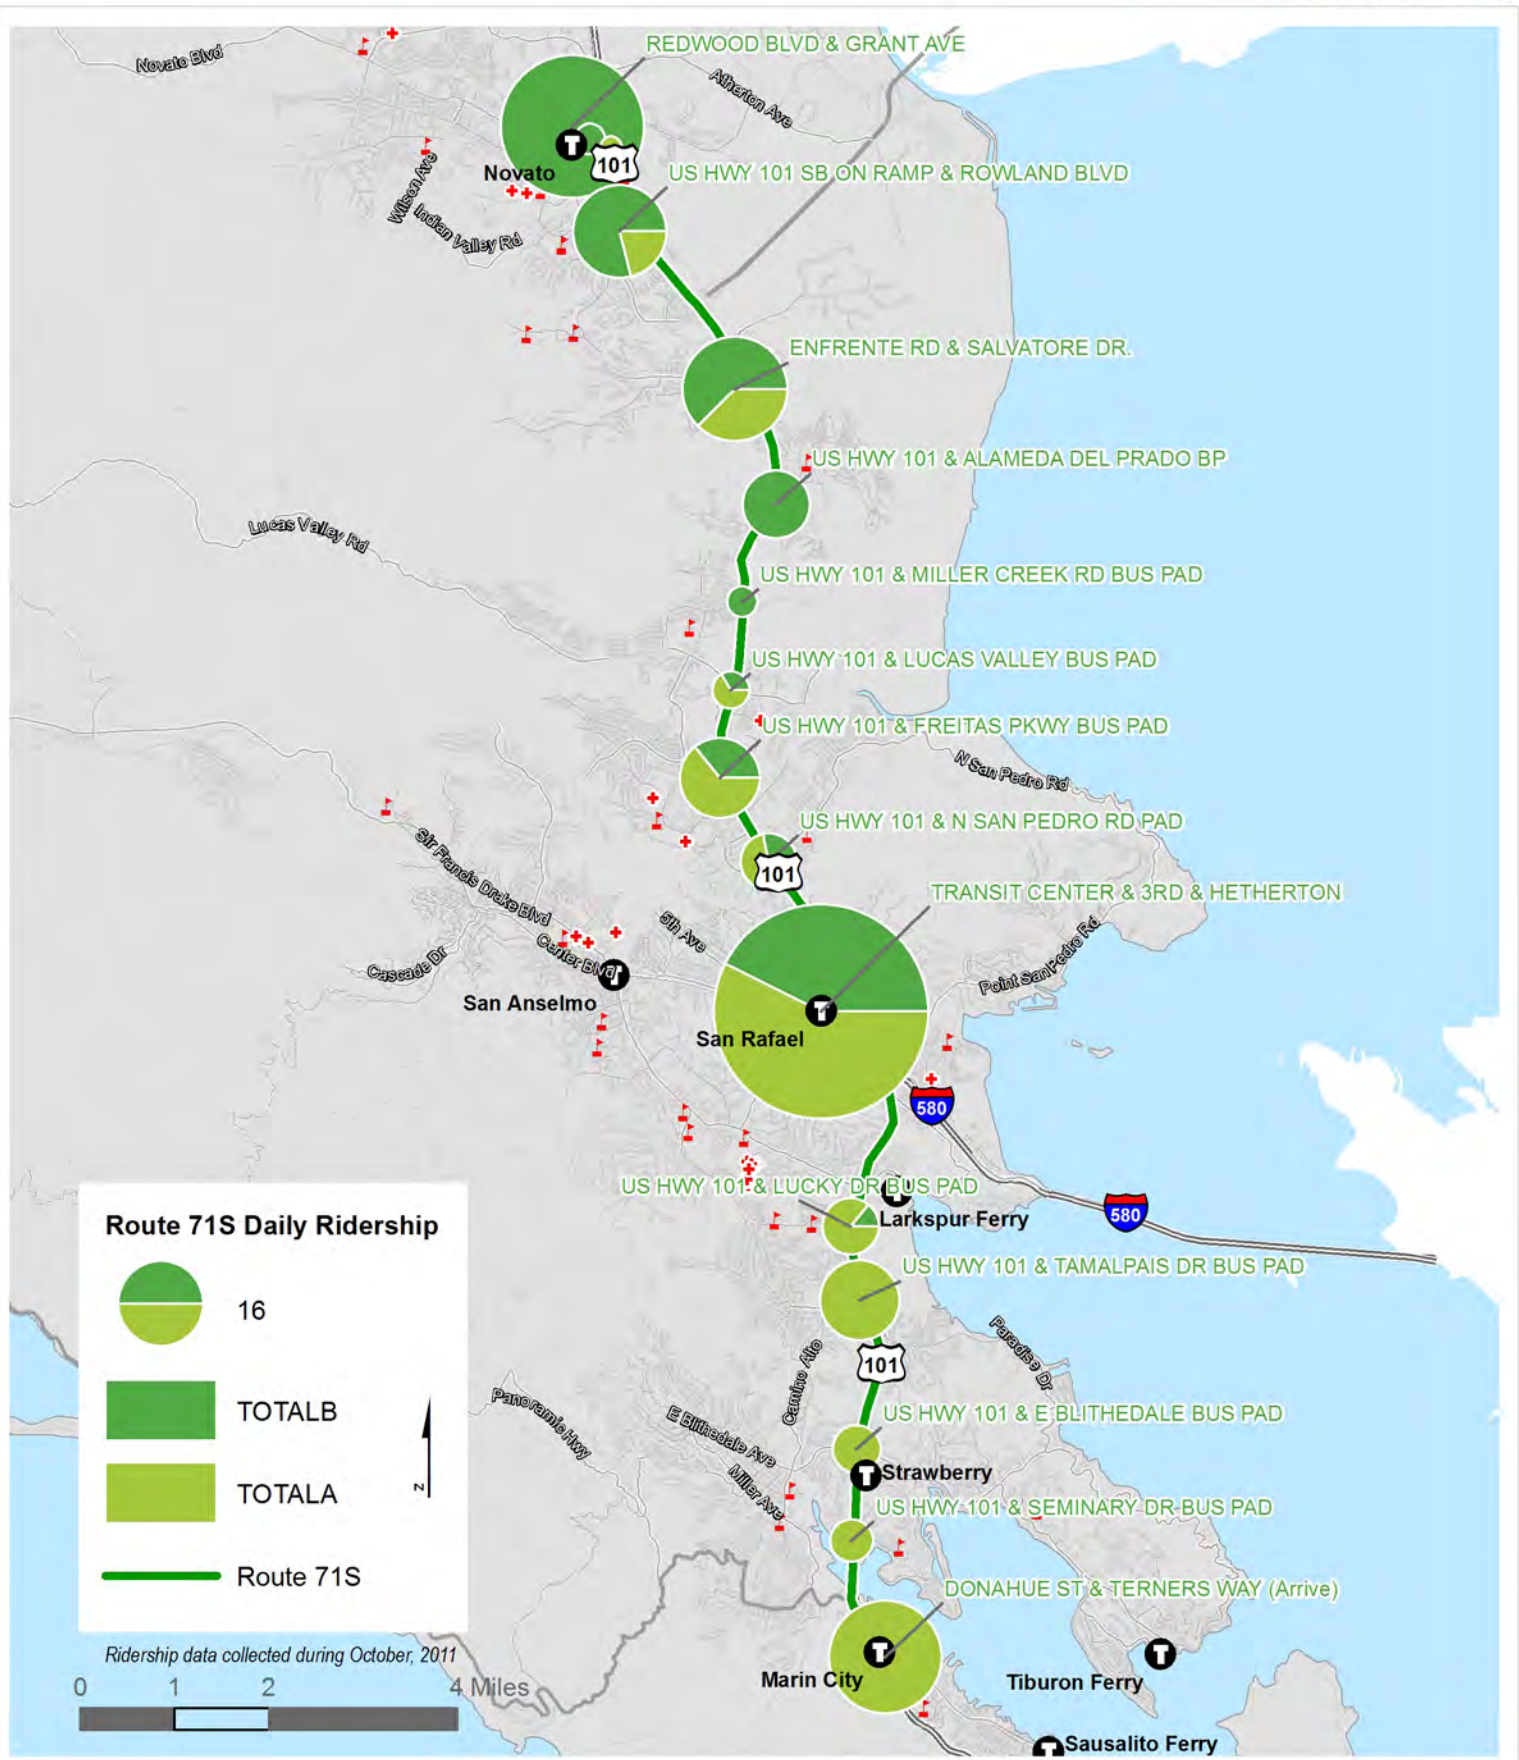 REDWOOD BLVD & GRANT AVE
Novato Blvd
Atherton Ave
101
Novato
US HWY 101 SB ON RAMP & ROWLAND BLVD
Wilson Ave
Indian Valley Rd
ENFRENTE RD & SALVATORE DR.
US HWY 101 & ALAMEDA DEL PRADO BP
Lucas Valley Rd
US HWY 101 & MILLER CREEK RD BUS PAD
US HWY 101 & LUCAS VALLEY BUS PAD
US HWY 101 & FREITAS PKWY BUS PAD
N San Pedro Rd
US HWY 101 & N SAN PEDRO RD PAD
Sir Francis Drake Blvd
101
TRANSIT CENTER & 3RD & HETHERTON
5th Ave
Center Blvd
Cascade Dr
Point San Pedro Rd
San Anselmo
San Rafael
580
US HWY 101 & LUCKY DR BUS PAD
Larkspur Ferry
580
US HWY 101 & TAMALPAIS DR BUS PAD
Paradise Dr
101
Camino Alto
Panoramic Hwy
E Blithedale Ave
US HWY 101 & E BLITHEDALE BUS PAD
Miller Ave
Strawberry
US HWY 101 & SEMINARY DR BUS PAD
DONAHUE ST & TERNERS WAY (Arrive)
Marin City
Tiburon Ferry
Sausalito Ferry
Route 71S Daily Ridership
16
TOTALB
TOTALA
N
Route 71S
Ridership data collected during October, 2011
0 1 2 4 Miles